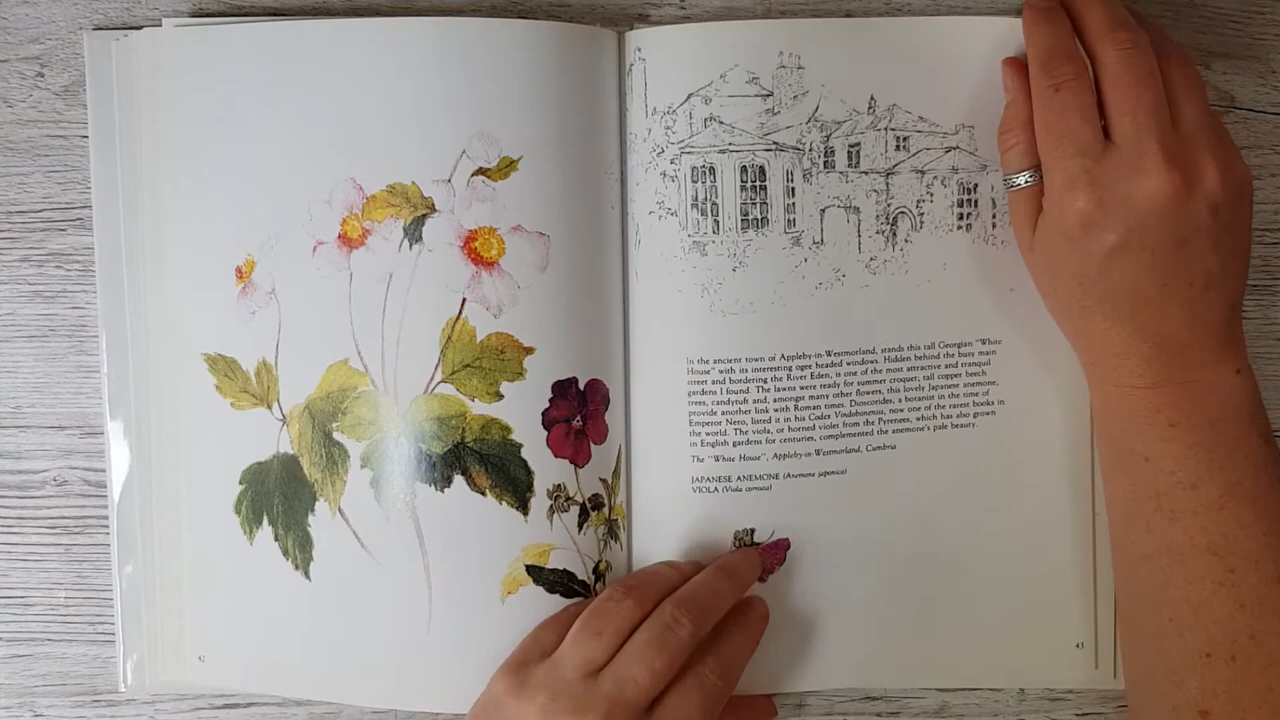 In the ancient town of Appleby-in-Westmorland, stands this tall Georgian "White
House" with its interesting ogee headed windows. Hidden behind the busy main
street and bordering the River Eden, is one of the most attractive and tranquil
gardens I found. The lawns were ready for summer croquet; tall copper beech
trees, candytuft and, amongst many other flowers, this lovely Japanese anemone,
provide another link with Roman times. Dioscorides, a botanist in the time of
Emperor Nero, listed it in his Codex Vindobonensis, now one of the rarest books in
the world. The viola, or horned violet from the Pyrenees, which has also grown
in English gardens for centuries, complemented the anemone's pale beauty.
The "White House", Appleby-in-Westmorland, Cumbria
JAPANESE ANEMONE (Anemone japonica)
VIOLA (Viola cornuta)
42
43